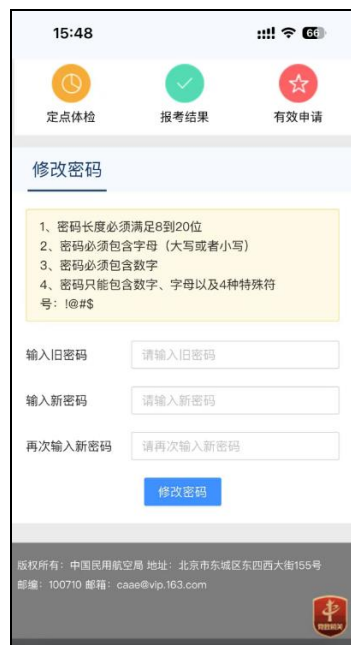 15:48
66
定点体检
报考结果
有效申请
修改密码
1、密码长度必须满足8到20位
2、密码必须包含字母（大写或者小写）
3、密码必须包含数字
4、密码只能包含数字、字母以及4种特殊符
号：!@#$
输入旧密码
请输入旧密码
输入新密码
请输入新密码
再次输入新密码
请再次输入新密码
修改密码
版权所有：中国民用航空局 地址：北京市东城区东四西大街155号
邮编：100710 邮箱：caae@vip.163.com
党政机关